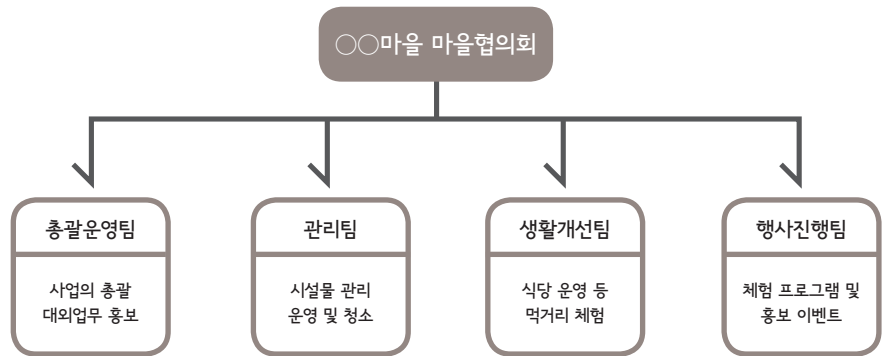 ○○마을 마을협의회
총괄운영팀
사업의 총괄
대외업무 홍보
관리팀
시설물 관리
운영 및 청소
생활개선팀
식당 운영 등
먹거리 체험
행사진행팀
체험 프로그램 및
홍보 이벤트